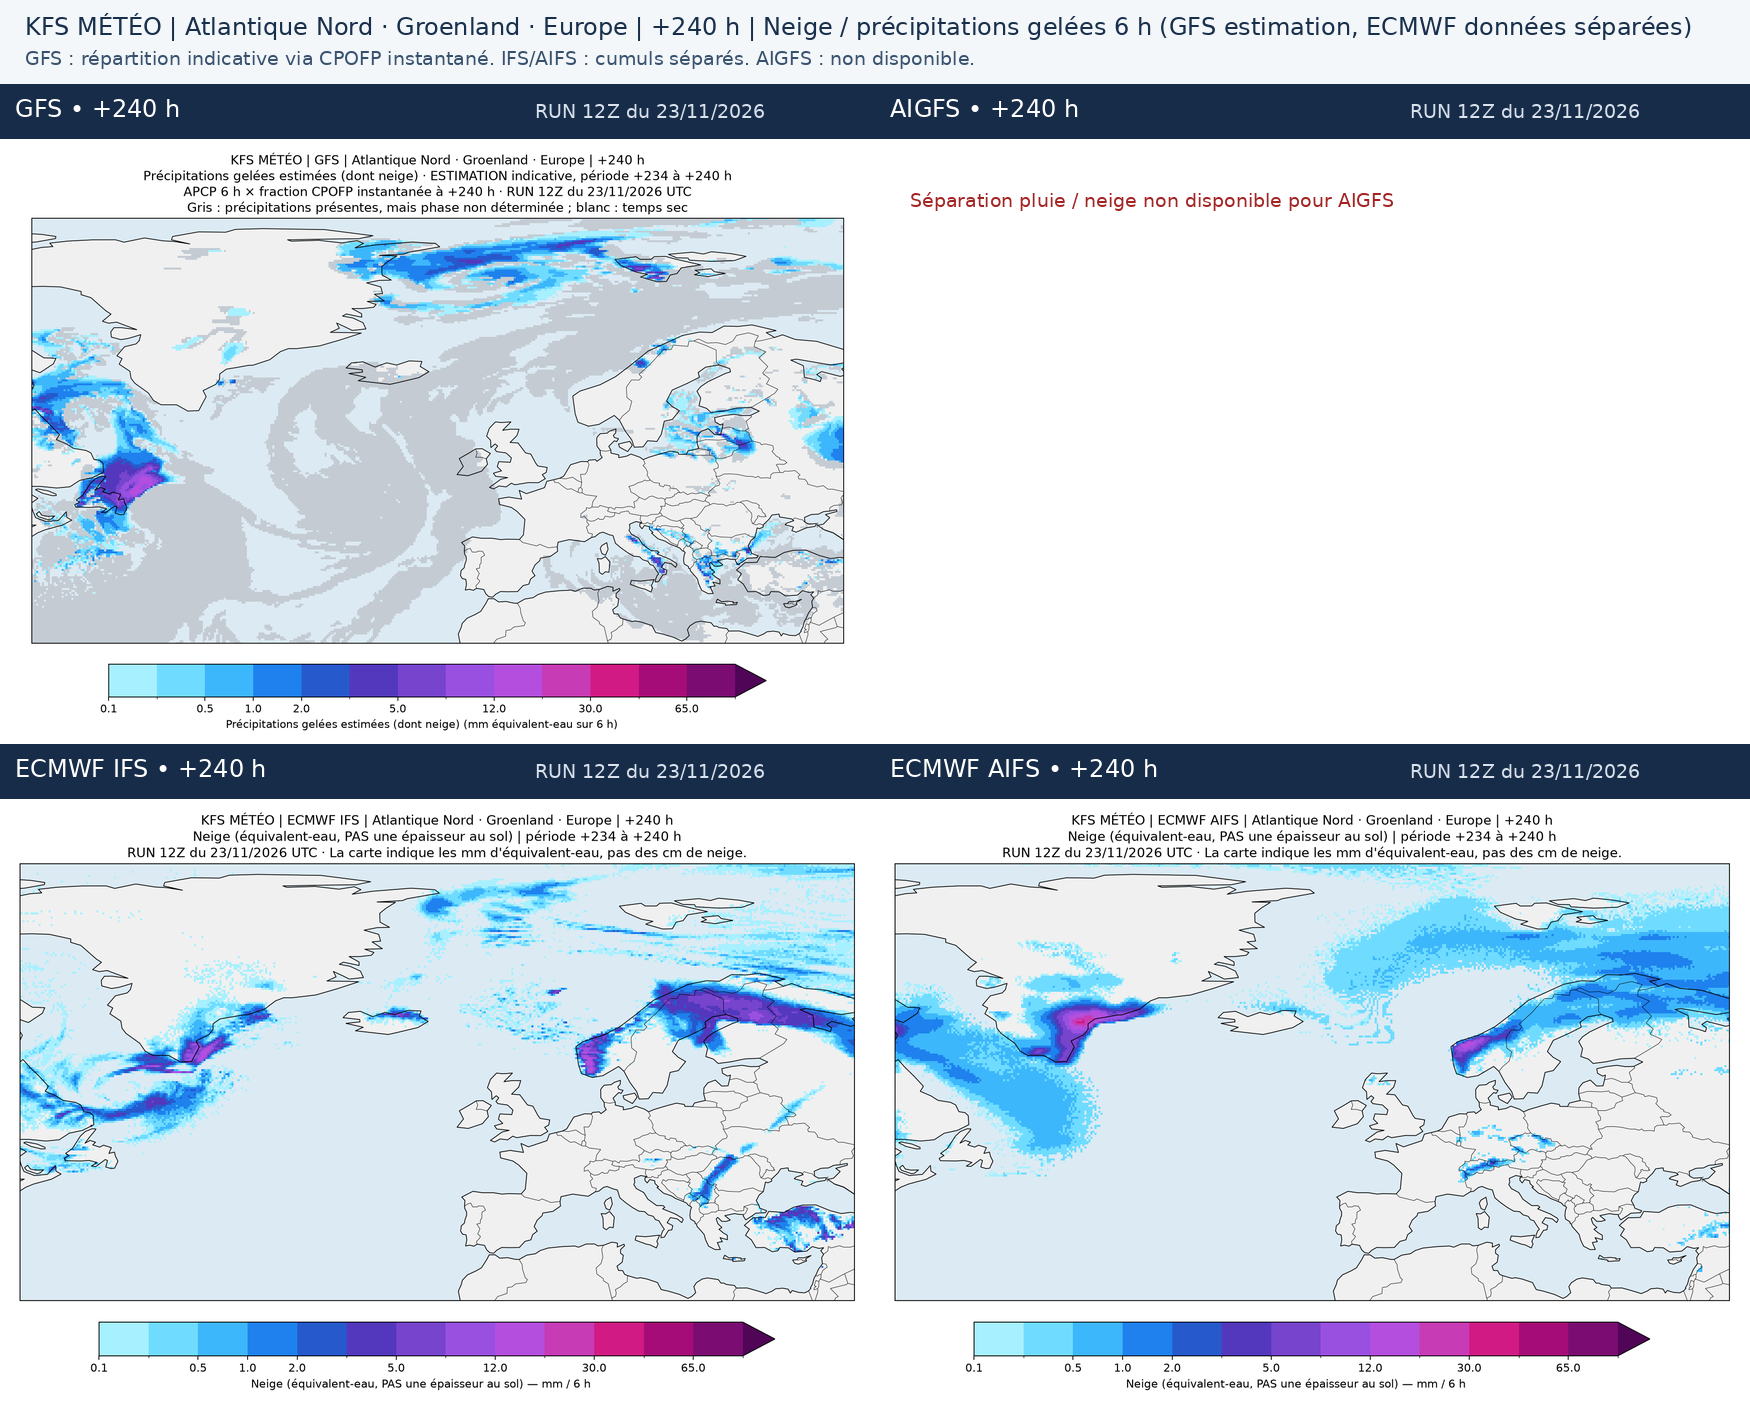 KFS MÉTÉO | Atlantique Nord · Groenland · Europe | +240 h | Neige / précipitations gelées 6 h (GFS estimation, ECMWF données séparées)
GFS : répartition indicative via CPOFP instantané. IFS/AIFS : cumuls séparés. AIGFS : non disponible.
GFS • +240 h
RUN 12Z du 23/11/2026
AIGFS • +240 h
RUN 12Z du 23/11/2026
KFS MÉTÉO | GFS | Atlantique Nord · Groenland · Europe | +240 h
Précipitations gelées estimées (dont neige) · ESTIMATION indicative, période +234 à +240 h
APCP 6 h × fraction CPOFP instantanée à +240 h · RUN 12Z du 23/11/2026 UTC
Gris : précipitations présentes, mais phase non déterminée ; blanc : temps sec
Séparation pluie / neige non disponible pour AIGFS
0.1 0.5 1.0 2.0 5.0 12.0 30.0 65.0
Précipitations gelées estimées (dont neige) (mm équivalent-eau sur 6 h)
ECMWF IFS • +240 h
RUN 12Z du 23/11/2026
ECMWF AIFS • +240 h
RUN 12Z du 23/11/2026
KFS MÉTÉO | ECMWF IFS | Atlantique Nord · Groenland · Europe | +240 h
Neige (équivalent-eau, PAS une épaisseur au sol) | période +234 à +240 h
RUN 12Z du 23/11/2026 UTC · La carte indique les mm d'équivalent-eau, pas des cm de neige.
KFS MÉTÉO | ECMWF AIFS | Atlantique Nord · Groenland · Europe | +240 h
Neige (équivalent-eau, PAS une épaisseur au sol) | période +234 à +240 h
RUN 12Z du 23/11/2026 UTC · La carte indique les mm d'équivalent-eau, pas des cm de neige.
0.1 0.5 1.0 2.0 5.0 12.0 30.0 65.0
Neige (équivalent-eau, PAS une épaisseur au sol) — mm / 6 h
0.1 0.5 1.0 2.0 5.0 12.0 30.0 65.0
Neige (équivalent-eau, PAS une épaisseur au sol) — mm / 6 h